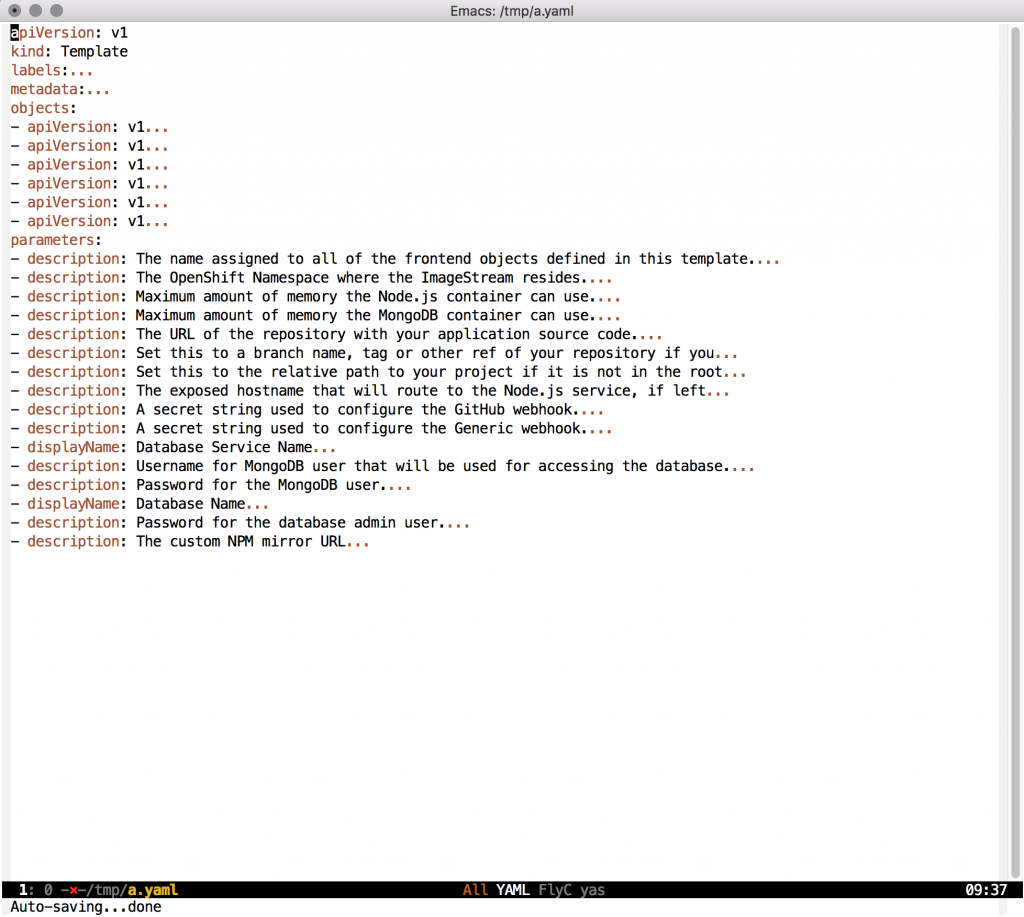 Emacs: /tmp/a.yaml
apiVersion: v1
kind: Template
labels:...
metadata:...
objects:
- apiVersion: v1...
- apiVersion: v1...
- apiVersion: v1...
- apiVersion: v1...
- apiVersion: v1...
- apiVersion: v1...
parameters:
- description: The name assigned to all of the frontend objects defined in this template....
- description: The OpenShift Namespace where the ImageStream resides....
- description: Maximum amount of memory the Node.js container can use....
- description: Maximum amount of memory the MongoDB container can use....
- description: The URL of the repository with your application source code....
- description: Set this to a branch name, tag or other ref of your repository if you...
- description: Set this to the relative path to your project if it is not in the root...
- description: The exposed hostname that will route to the Node.js service, if left...
- description: A secret string used to configure the GitHub webhook....
- description: A secret string used to configure the Generic webhook....
- displayName: Database Service Name...
- description: Username for MongoDB user that will be used for accessing the database....
- description: Password for the MongoDB user....
- displayName: Database Name...
- description: Password for the database admin user....
- description: The custom NPM mirror URL...
1: 0 -×-/tmp/a.yaml All YAML FlyC yas 09:37
Auto-saving...done